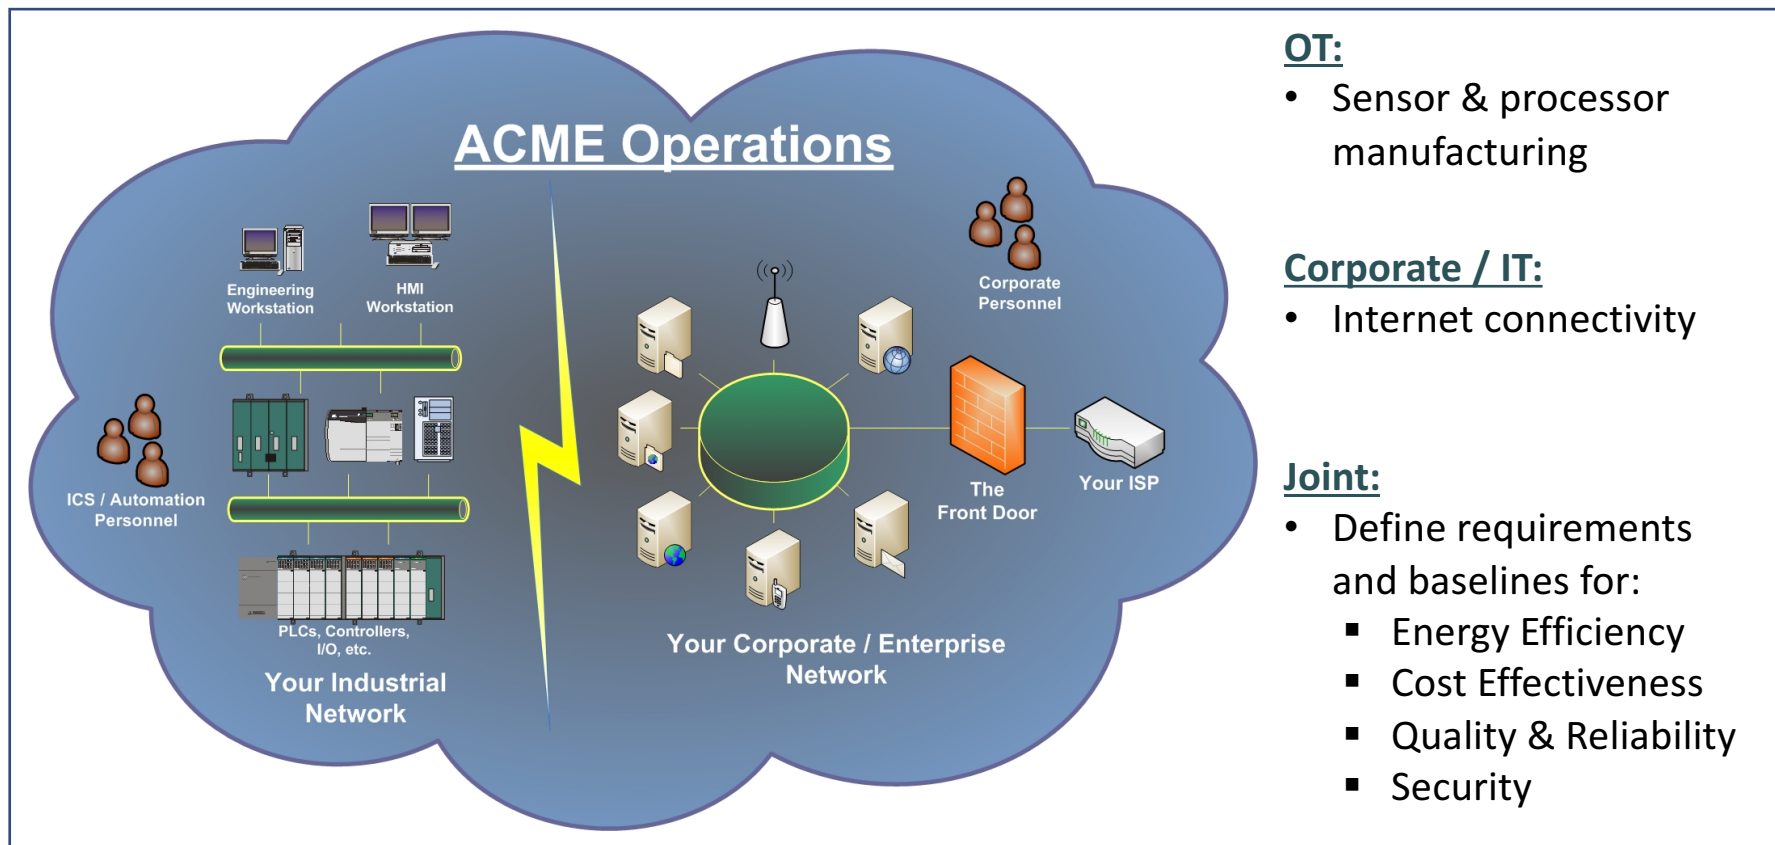 ACME Operations
Engineering
Workstation
HMI
Workstation
ICS / Automation
Personnel
PLCs, Controllers,
I/O, etc.
Your Industrial
Network
Corporate
Personnel
The
Front Door
Your ISP
Your Corporate / Enterprise
Network
OT:
• Sensor & processor
manufacturing
Corporate / IT:
• Internet connectivity
Joint:
• Define requirements
and baselines for:
▪ Energy Efficiency
▪ Cost Effectiveness
▪ Quality & Reliability
▪ Security